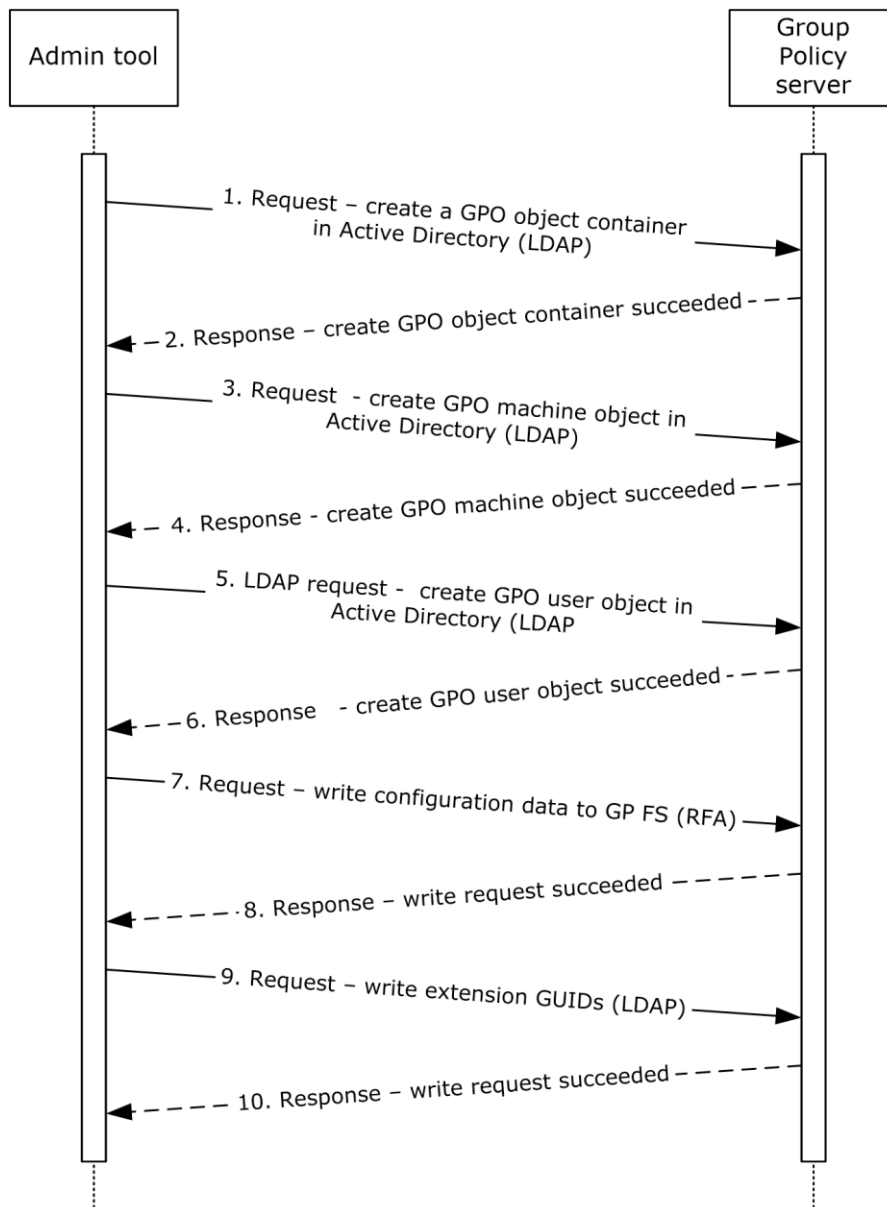 Admin tool
Group
Policy
server
1. Request – create a GPO object container
in Active Directory (LDAP)
2. Response – create GPO object container succeeded
3. Request  - create GPO machine object in
Active Directory (LDAP)
4. Response - create GPO machine object succeeded
5. LDAP request -  create GPO user object in
Active Directory (LDAP
6. Response   - create GPO user object succeeded
7. Request – write configuration data to GP FS (RFA)
8. Response – write request succeeded
9. Request – write extension GUIDs (LDAP)
10. Response – write request succeeded